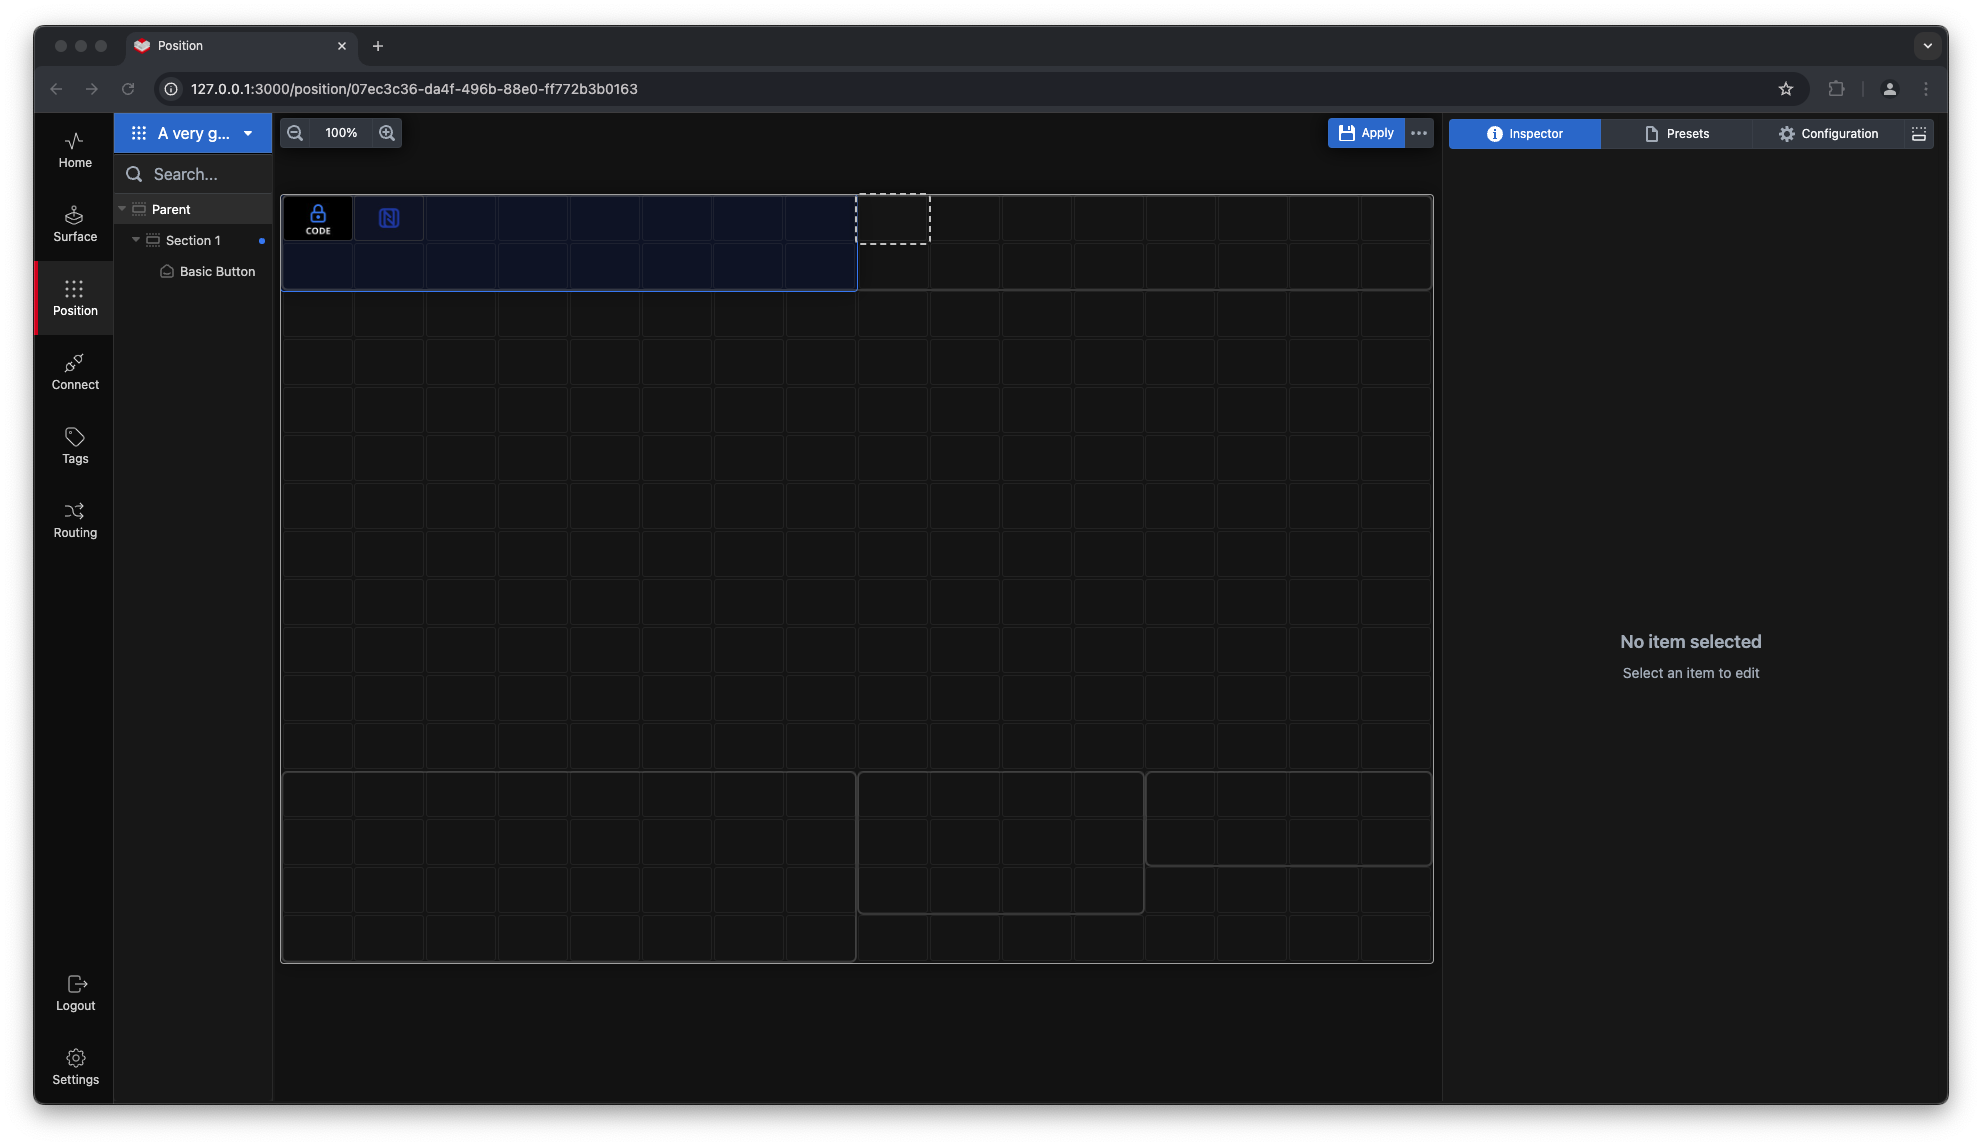 Position
127.0.0.1:3000/position/07ec3c36-da4f-496b-88e0-ff772b3b0163
Home
Surface
Position
Connect
Tags
Routing
Logout
Settings
A very g...
Search...
Parent
Section 1
Basic Button
100%
Apply
CODE
Inspector
Presets
Configuration
No item selected
Select an item to edit